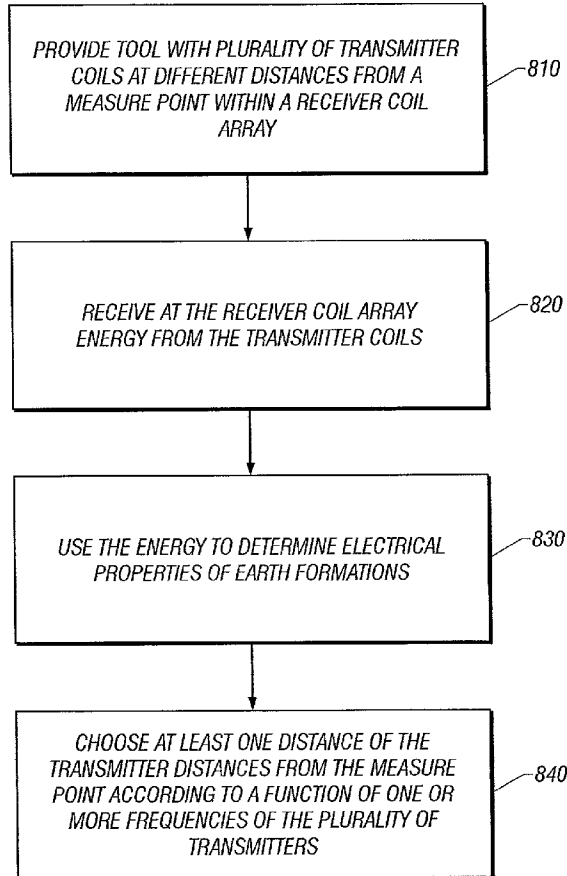 PROVIDE TOOL WITH PLURALITY OF TRANSMITTER
COILS AT DIFFERENT DISTANCES FROM A
MEASURE POINT WITHIN A RECEIVER COIL
ARRAY
810
RECEIVE AT THE RECEIVER COIL ARRAY
ENERGY FROM THE TRANSMITTER COILS
820
USE THE ENERGY TO DETERMINE ELECTRICAL
PROPERTIES OF EARTH FORMATIONS
830
CHOOSE AT LEAST ONE DISTANCE OF THE
TRANSMITTER DISTANCES FROM THE MEASURE
POINT ACCORDING TO A FUNCTION OF ONE OR
MORE FREQUENCIES OF THE PLURALITY OF
TRANSMITTERS
840